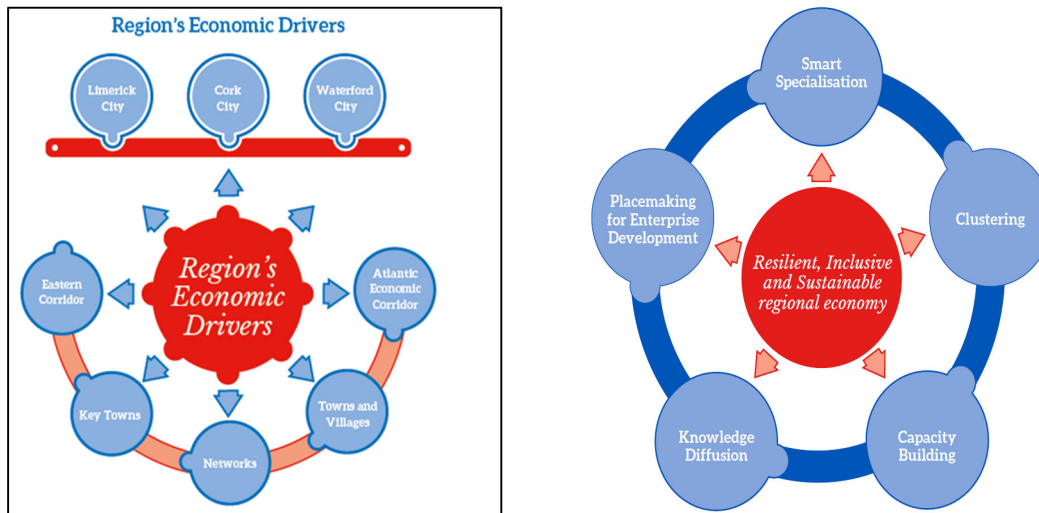 Region's Economic Drivers
Limerick
City
Cork
City
Waterford
City
Region's
Economic
Drivers
Eastern
Corridor
Atlantic
Economic
Corridor
Key Towns
Towns and
Villages
Networks
Smart
Specialisation
Placemaking
for Enterprise
Development
Clustering
Resilient, Inclusive
and Sustainable
regional economy
Knowledge
Diffusion
Capacity
Building